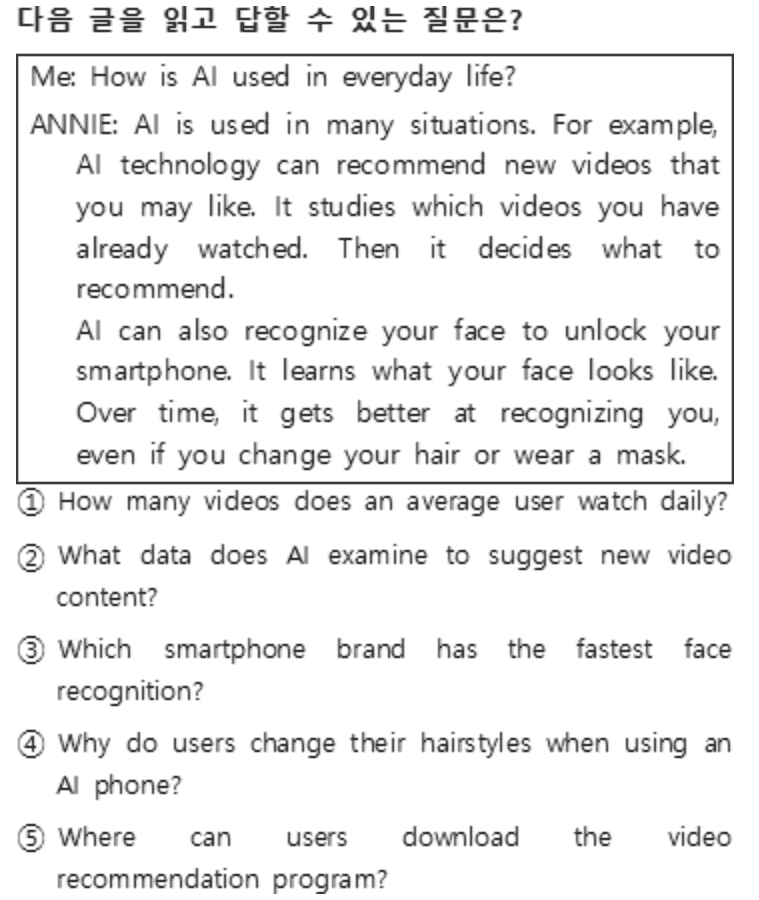 다음 글을 읽고 답할 수 있는 질문은?
Me: How is AI used in everyday life?
ANNIE: AI is used in many situations. For example,
AI technology can recommend new videos that
you may like. It studies which videos you have
already watched. Then it decides what to
recommend.
AI can also recognize your face to unlock your
smartphone. It learns what your face looks like.
Over time, it gets better at recognizing you,
even if you change your hair or wear a mask.
① How many videos does an average user watch daily?
② What data does AI examine to suggest new video
content?
③ Which smartphone brand has the fastest face
recognition?
④ Why do users change their hairstyles when using an
AI phone?
⑤ Where can users download the video
recommendation program?